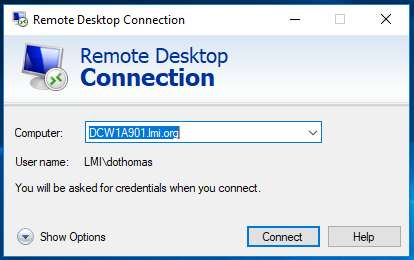 Remote Desktop Connection
Remote Desktop
Connection
Computer: DCW1A901.lmi.org
User name: LMI\dothomas
You will be asked for credentials when you connect.
Show Options Connect Help